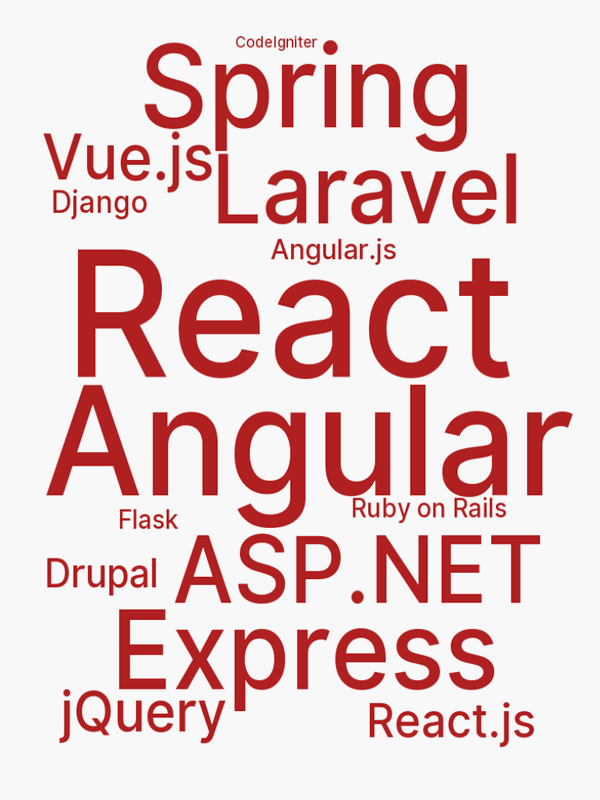 CodeIgniter
Spring
Vue.js
Laravel
Django
Angular.js
React
Angular
Ruby on Rails
Flask
ASP.NET
Drupal
Express
jQuery
React.js